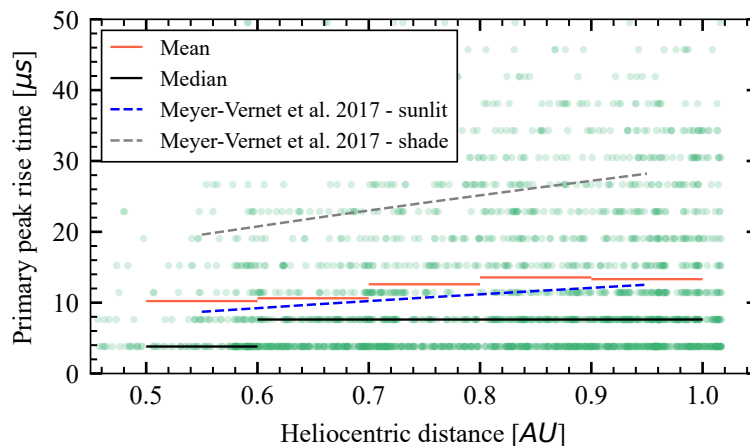 Mean
Median
Meyer-Vernet et al. 2017 - sunlit
Meyer-Vernet et al. 2017 - shade
Primary peak rise time [μs]
50
40
30
20
10
0
0.5 0.6 0.7 0.8 0.9 1.0
Heliocentric distance [AU]